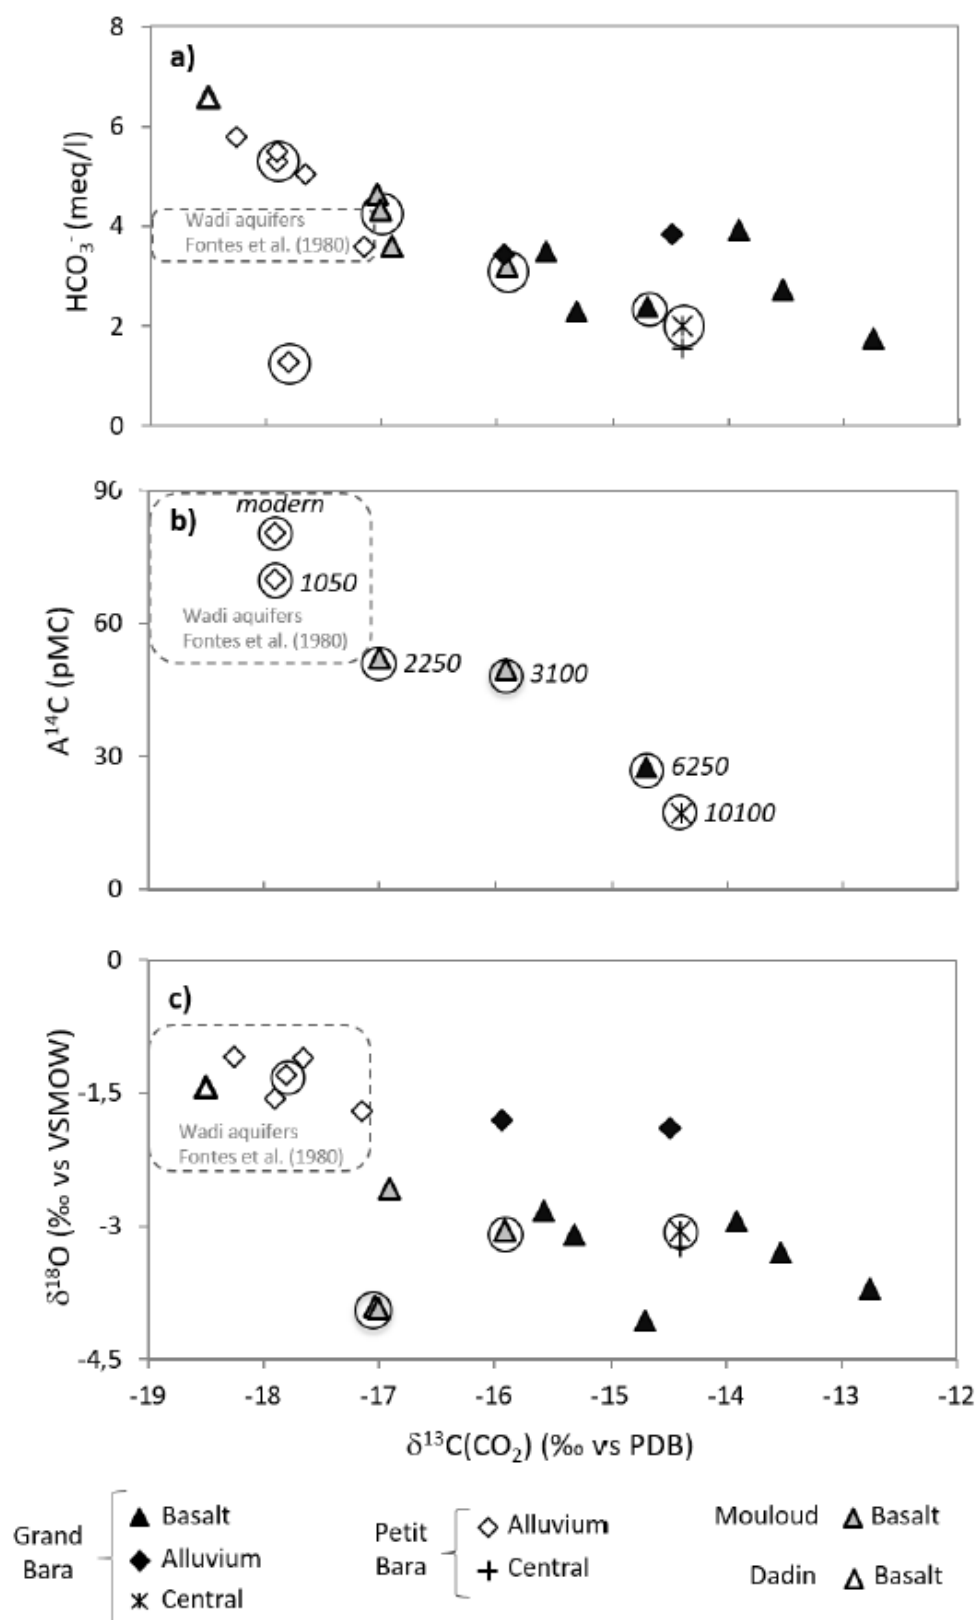 8
a)
6
HCO₃⁻ (meq/l)
4
Wadi aquifers
Fontes et al. (1980)
2
0
90
modern
b)
1050
60
Wadi aquifers
Fontes et al. (1980)
A¹⁴C (pMC)
2250
3100
30
6250
10100
0
0
c)
δ¹⁸O (‰ vs VSMOW)
-1,5
Wadi aquifers
Fontes et al. (1980)
-3
-4,5
-19 -18 -17 -16 -15 -14 -13 -12
δ¹³C(CO₂) (‰ vs PDB)
Grand Bara
Basalt
Alluvium
Central
Petit Bara
Alluvium
Central
Mouloud Basalt
Dadin Basalt